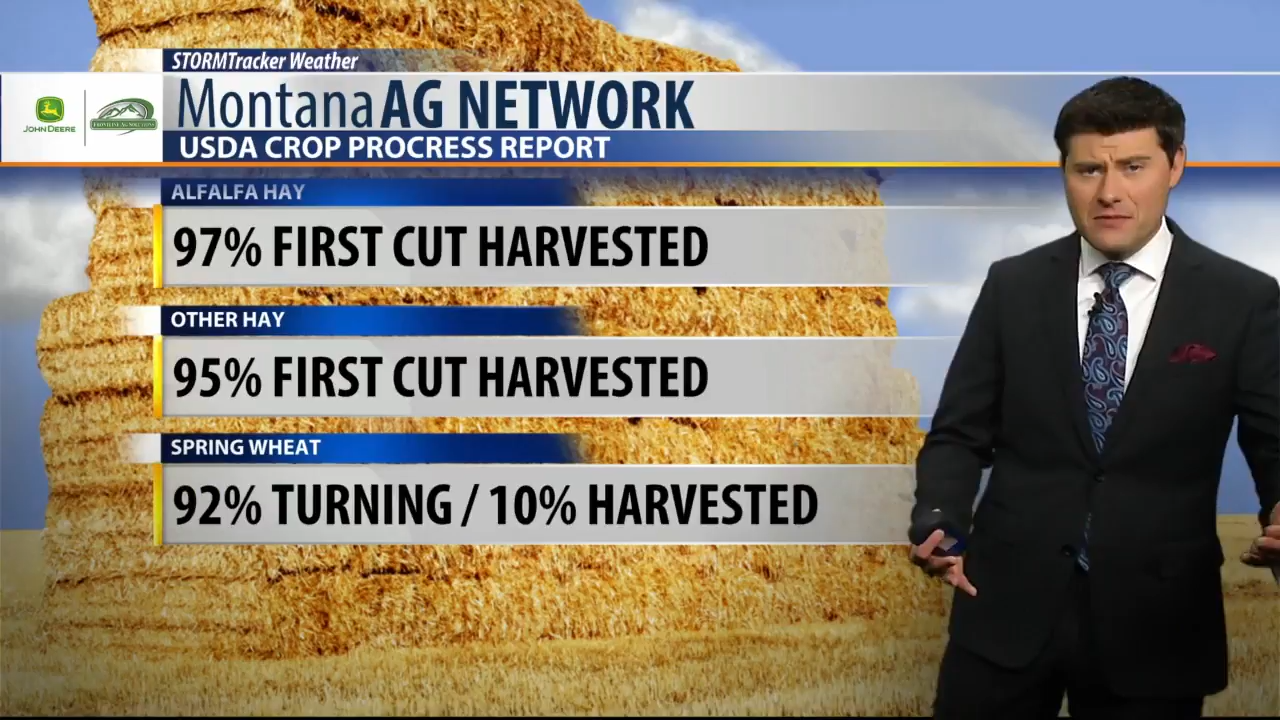 STORMTracker Weather
Montana AG NETWORK
JOHN DEERE
USDA CROP PROCRESS REPORT
ALFALFA HAY
97% FIRST CUT HARVESTED
OTHER HAY
95% FIRST CUT HARVESTED
SPRING WHEAT
92% TURNING / 10% HARVESTED